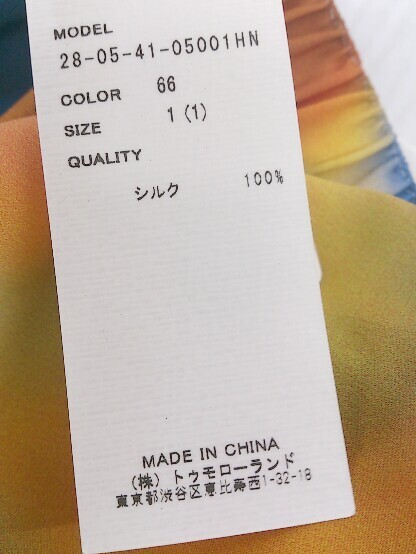 MODEL
28-05-41-05001HN
COLOR 66
SIZE 1(1)
QUALITY
シルク 100%
MADE IN CHINA
(株)トゥモローランド
東京都渋谷区恵比寿西1-32-18